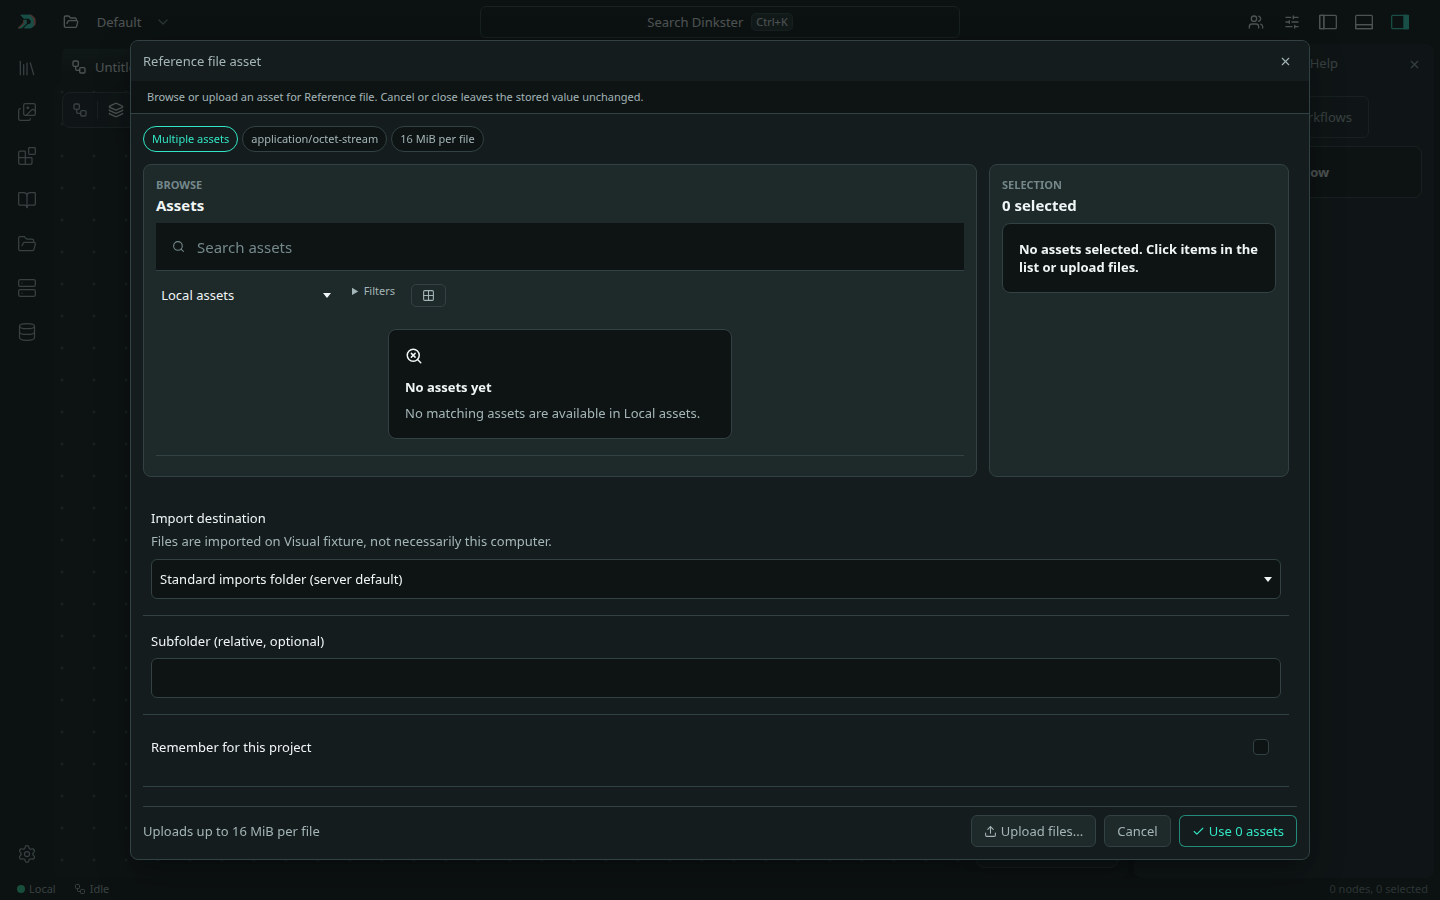 Default
Search Dinkster Ctrl+K
Reference file asset
Help
Untitl
Browse or upload an asset for Reference file. Cancel or close leaves the stored value unchanged.
rkflows
Multiple assets
application/octet-stream
16 MiB per file
ow
BROWSE
Assets
Search assets
Local assets
Filters
No assets yet
No matching assets are available in Local assets.
SELECTION
0 selected
No assets selected. Click items in the
list or upload files.
Import destination
Files are imported on Visual fixture, not necessarily this computer.
Standard imports folder (server default)
Subfolder (relative, optional)
Remember for this project
Uploads up to 16 MiB per file
Upload files...
Cancel
Use 0 assets
Local
Idle
0 nodes, 0 selected